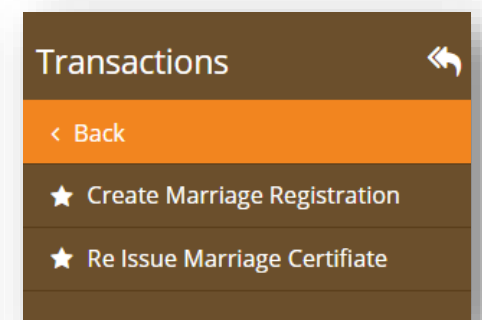 Transactions
< Back
Create Marriage Registration
Re Issue Marriage Certifiate